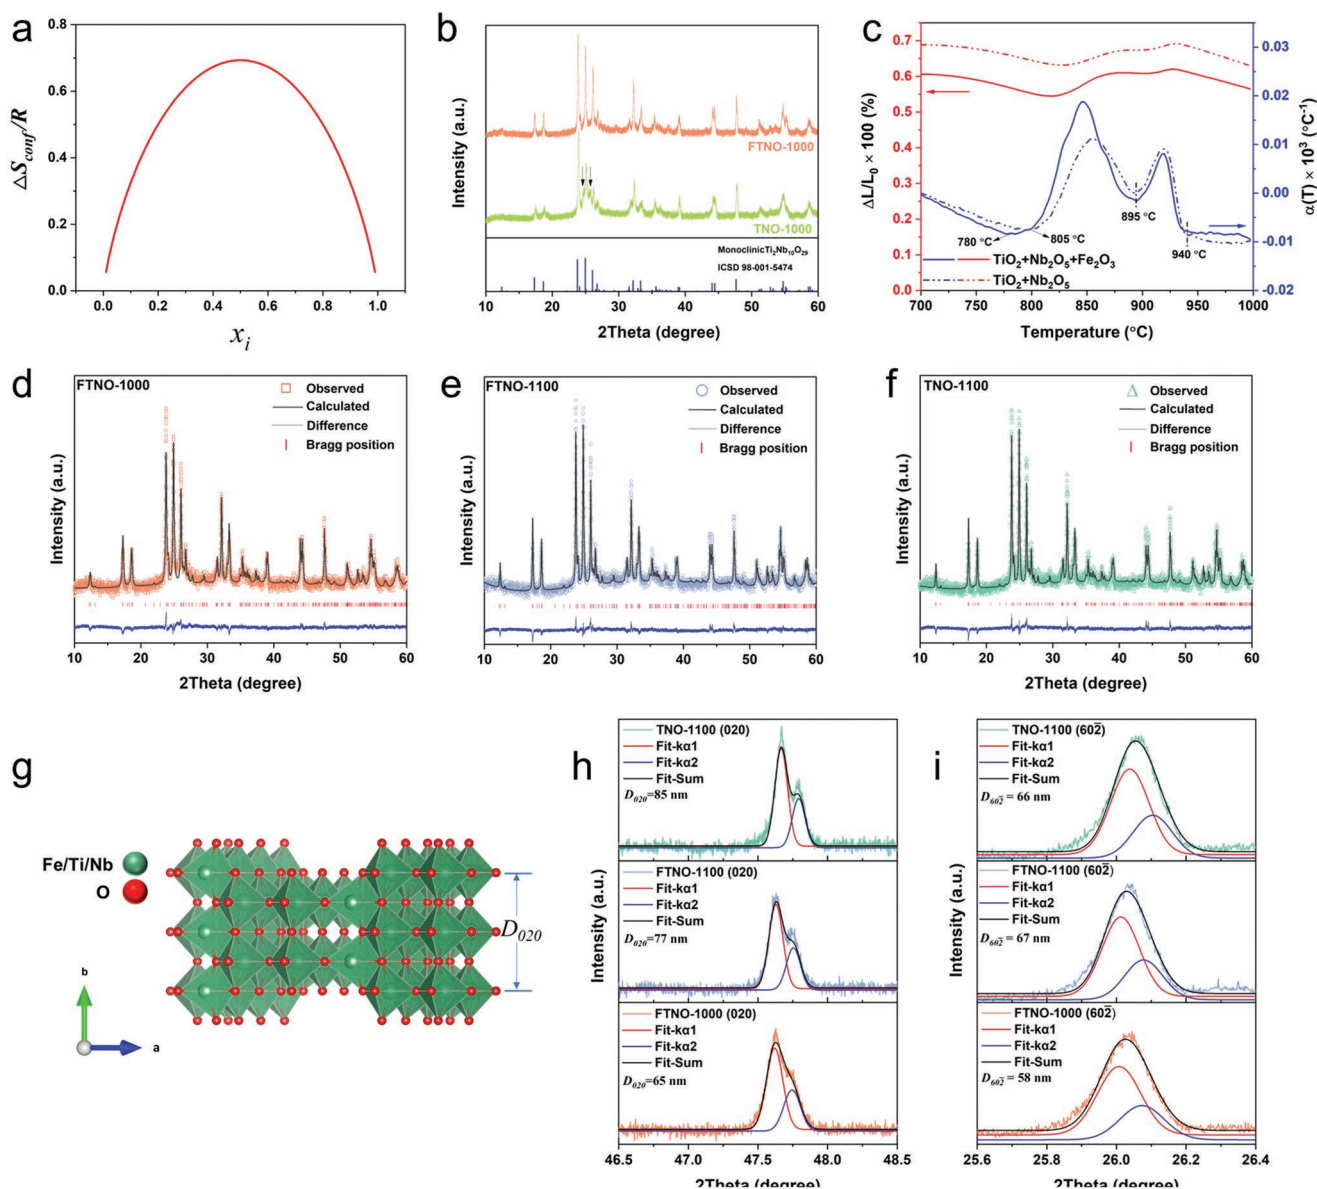 a
0.8
0.6
0.4
0.2
0.0
ΔS_conf/R
0.0 0.2 0.4 0.6 0.8 1.0
x_i
b
Intensity (a.u.)
FTNO-1000
TNO-1000
MonoclinicTi₂Nb₁₀O₂₉
ICSD 98-001-5474
10 20 30 40 50 60
2Theta (degree)
c
0.7
0.6
0.5
0.4
0.3
0.2
0.1
0.0
ΔL/L₀ × 100 (%)
0.03
0.02
0.01
0.00
-0.01
-0.02
α(T) × 10³ (°C⁻¹)
780 °C
805 °C
895 °C
940 °C
TiO₂+Nb₂O₅+Fe₂O₃
TiO₂+Nb₂O₅
700 750 800 850 900 950 1000
Temperature (°C)
d
FTNO-1000
Observed
Calculated
Difference
Bragg position
Intensity (a.u.)
10 20 30 40 50 60
2Theta (degree)
e
FTNO-1100
Observed
Calculated
Difference
Bragg position
Intensity (a.u.)
10 20 30 40 50 60
2Theta (degree)
f
TNO-1100
Observed
Calculated
Difference
Bragg position
Intensity (a.u.)
10 20 30 40 50 60
2Theta (degree)
g
Fe/Ti/Nb
O
D₀₂₀
b
a
h
TNO-1100 (020)
Fit-kα1
Fit-kα2
Fit-Sum
D₀₂₀=85 nm
FTNO-1100 (020)
Fit-kα1
Fit-kα2
Fit-Sum
D₀₂₀=77 nm
FTNO-1000 (020)
Fit-kα1
Fit-kα2
Fit-Sum
D₀₂₀=65 nm
Intensity (a.u.)
46.5 47.0 47.5 48.0 48.5
2Theta (degree)
i
TNO-1100 (602̅)
Fit-kα1
Fit-kα2
Fit-Sum
D₆₀₂̅ = 66 nm
FTNO-1100 (602̅)
Fit-kα1
Fit-kα2
Fit-Sum
D₆₀₂̅ = 67 nm
FTNO-1000 (602̅)
Fit-kα1
Fit-kα2
Fit-Sum
D₆₀₂̅ = 58 nm
Intensity (a.u.)
25.6 25.8 26.0 26.2 26.4
2Theta (degree)